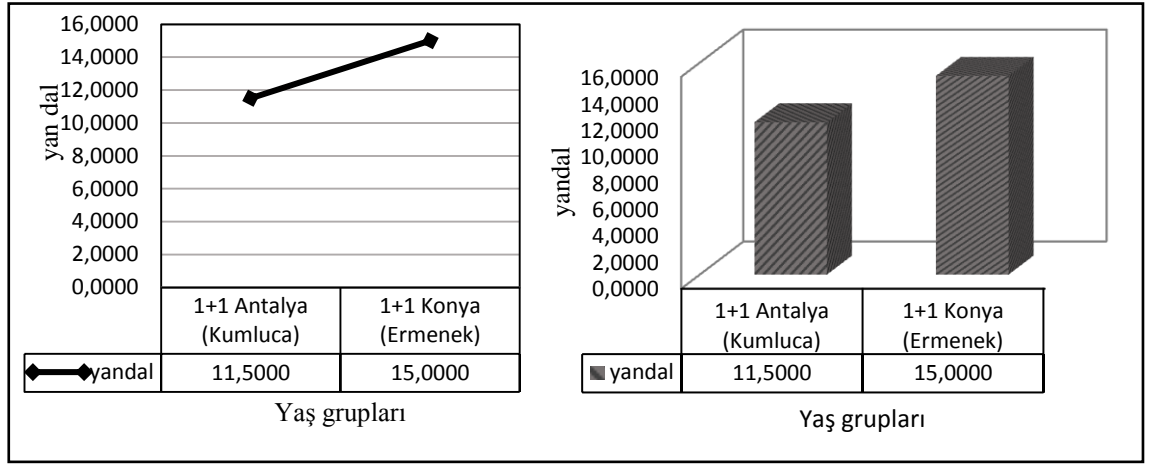 16,0000
14,0000
12,0000
10,0000
8,0000
6,0000
4,0000
2,0000
0,0000
yan dal
1+1 Antalya
(Kumluca)
1+1 Konya
(Ermenek)
yandal 11,5000 15,0000
Yaş grupları
16,0000
14,0000
12,0000
10,0000
8,0000
6,0000
4,0000
2,0000
0,0000
yandal
1+1 Antalya
(Kumluca)
1+1 Konya
(Ermenek)
yandal 11,5000 15,0000
Yaş grupları